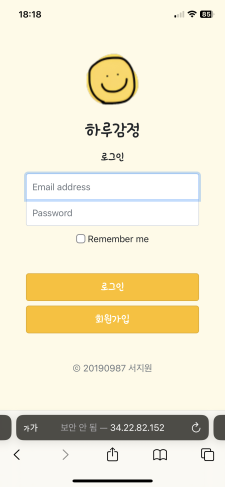 18:18
86
하루감정
로그인
Email address
Password
Remember me
로그인
회원가입
© 20190987 서지원
가가 보안 안 됨 — 34.22.82.152